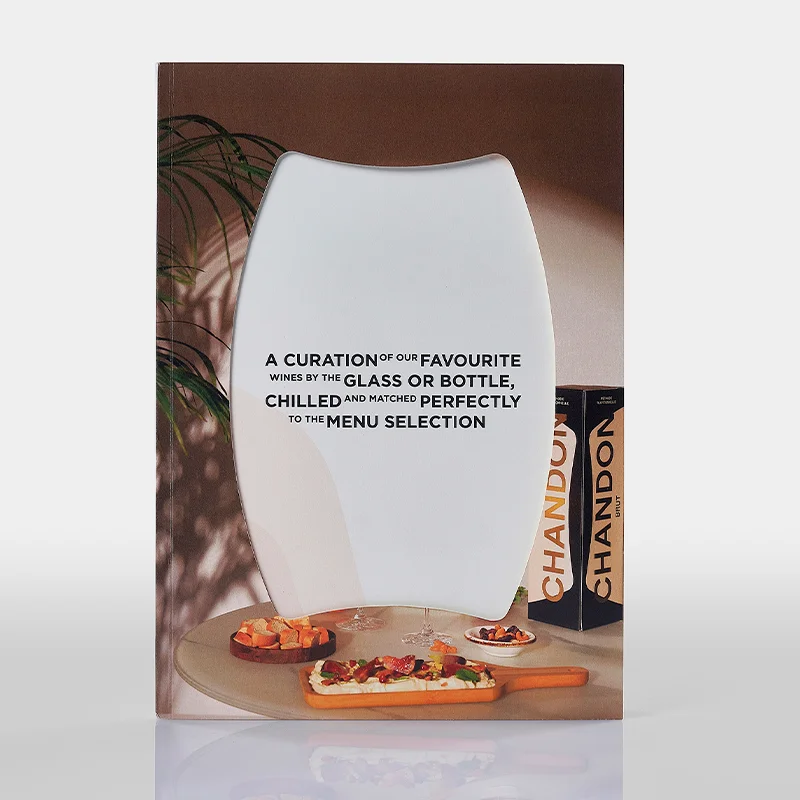 A CURATION OF OUR FAVOURITE
WINES BY THE GLASS OR BOTTLE,
CHILLED AND MATCHED PERFECTLY
TO THE MENU SELECTION
CHANDON
CHANDON
BRUT